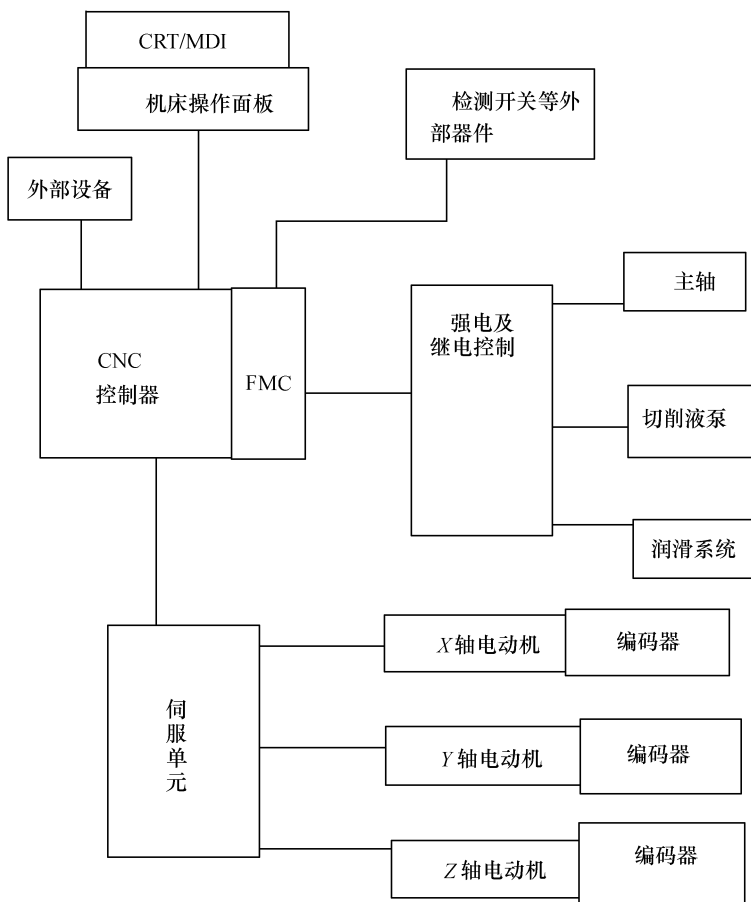 CRT/MDI
机床操作面板
检测开关等外
部器件
外部设备
主轴
强电及
继电控制
CNC
控制器
FMC
切削液泵
润滑系统
X轴电动机
编码器
伺服单元
Y轴电动机
编码器
Z轴电动机
编码器